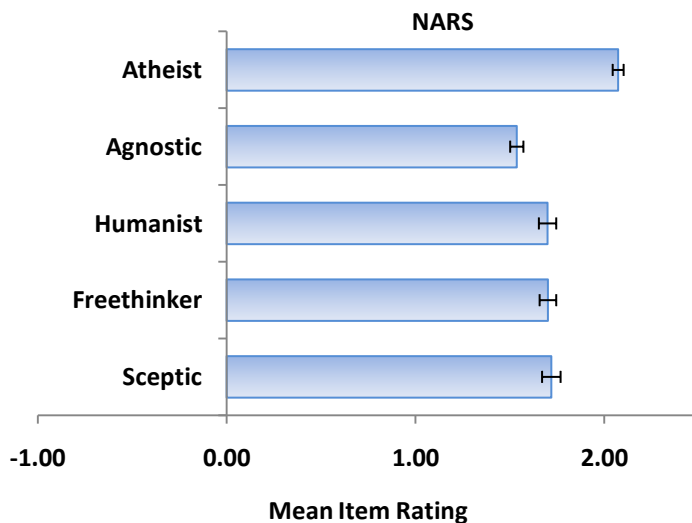 NARS
Atheist
Agnostic
Humanist
Freethinker
Sceptic
-1.00 0.00 1.00 2.00
Mean Item Rating